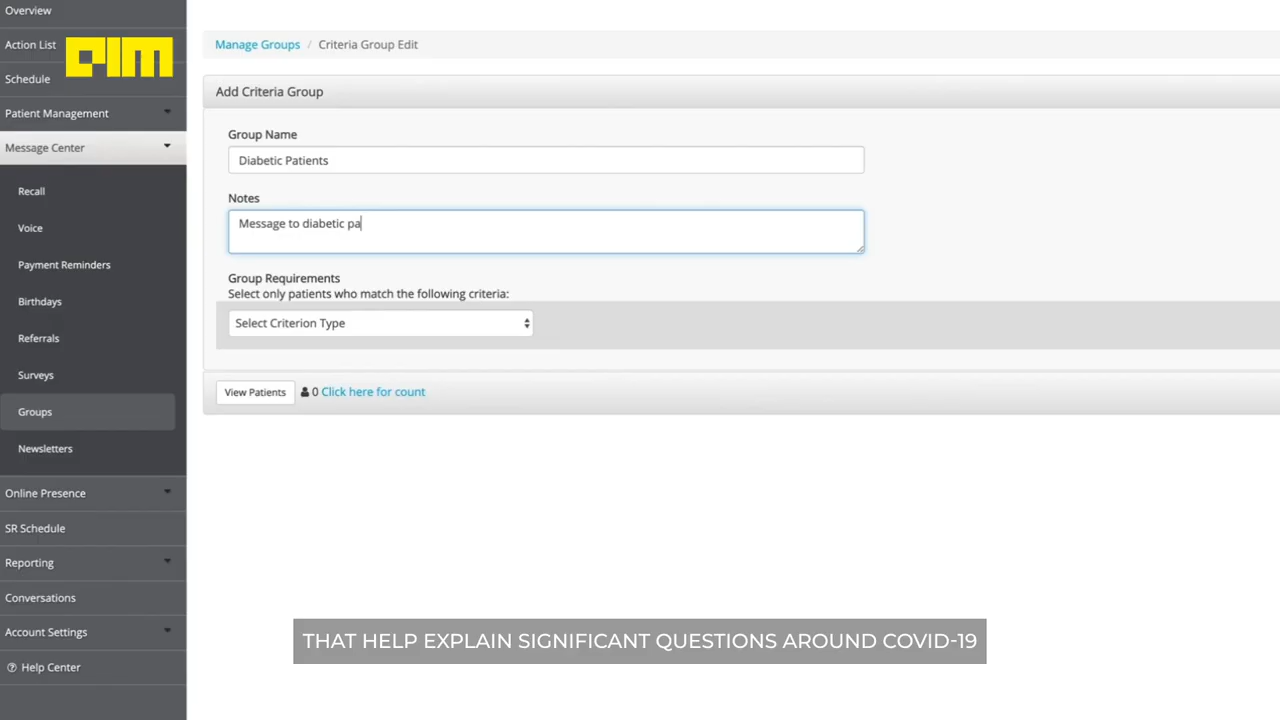 Overview
Action List
AIM
Schedule
Patient Management
Message Center
Recall
Voice
Payment Reminders
Birthdays
Referrals
Surveys
Groups
Newsletters
Online Presence
SR Schedule
Reporting
Conversations
Account Settings
Help Center
Manage Groups / Criteria Group Edit
Add Criteria Group
Group Name
Diabetic Patients
Notes
Message to diabetic pa
Group Requirements
Select only patients who match the following criteria:
Select Criterion Type
View Patients 0 Click here for count
THAT HELP EXPLAIN SIGNIFICANT QUESTIONS AROUND COVID-19